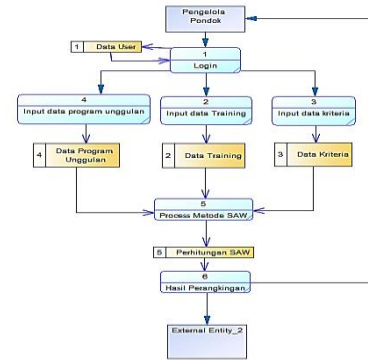 Pengelola
Pondok
1 Data User
1
Login
4
Input data program unggulan
2
Input data Training
3
Input data kriteria
4 Data Program
Unggulan
2 Data Training
3 Data Kriteria
5
Process Metode SAW
5 Perhitungan SAW
6
Hasil Perangkingan
External Entity_2